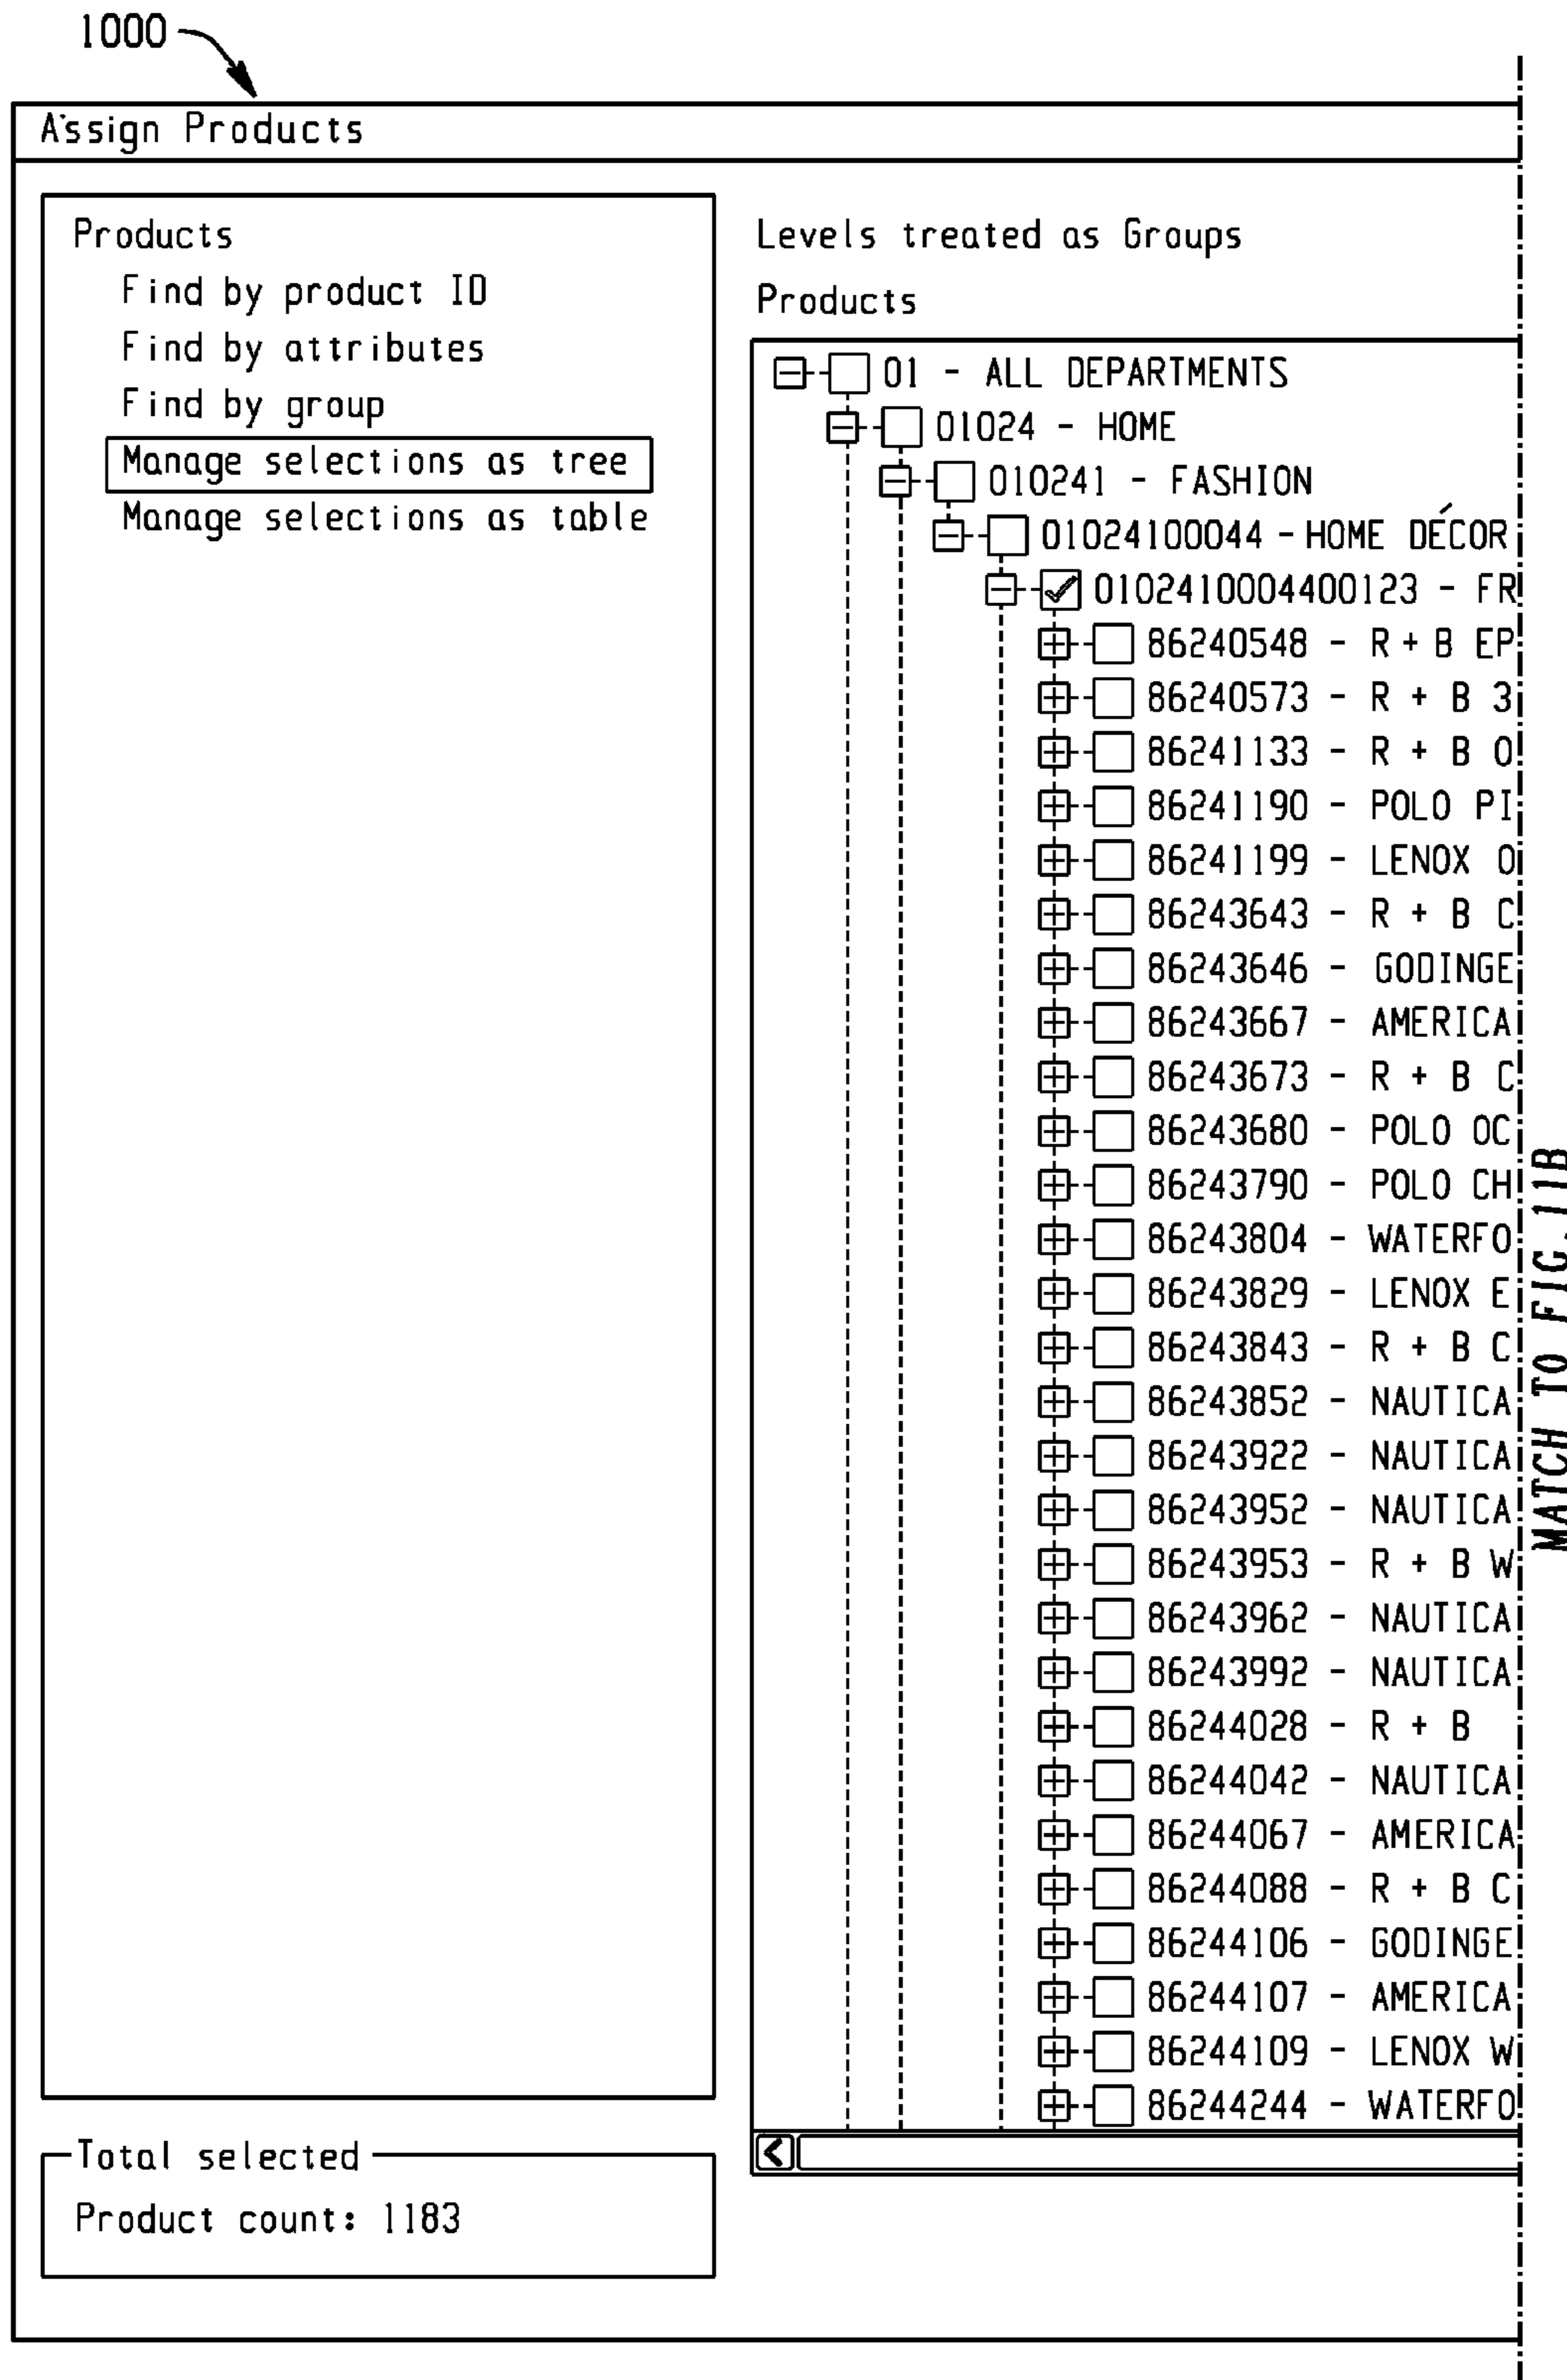 1000
Assign Products
Products
Find by product ID
Find by attributes
Find by group
Manage selections as tree
Manage selections as table
Levels treated as Groups
Products
01 - ALL DEPARTMENTS
01024 - HOME
010241 - FASHION
01024100044 - HOME DÉCOR
0102410004400123 - FR
86240548 - R + B EP
86240573 - R + B 3
86241133 - R + B O
86241190 - POLO PI
86241199 - LENOX O
86243643 - R + B C
86243646 - GODINGE
86243667 - AMERICA
86243673 - R + B C
86243680 - POLO OC
86243790 - POLO CH
86243804 - WATERFO
86243829 - LENOX E
86243843 - R + B C
86243852 - NAUTICA
86243922 - NAUTICA
86243952 - NAUTICA
86243953 - R + B W
86243962 - NAUTICA
86243992 - NAUTICA
86244028 - R + B
86244042 - NAUTICA
86244067 - AMERICA
86244088 - R + B C
86244106 - GODINGE
86244107 - AMERICA
86244109 - LENOX W
86244244 - WATERFO
Total selected
Product count: 1183
MATCH TO FIG. 11B